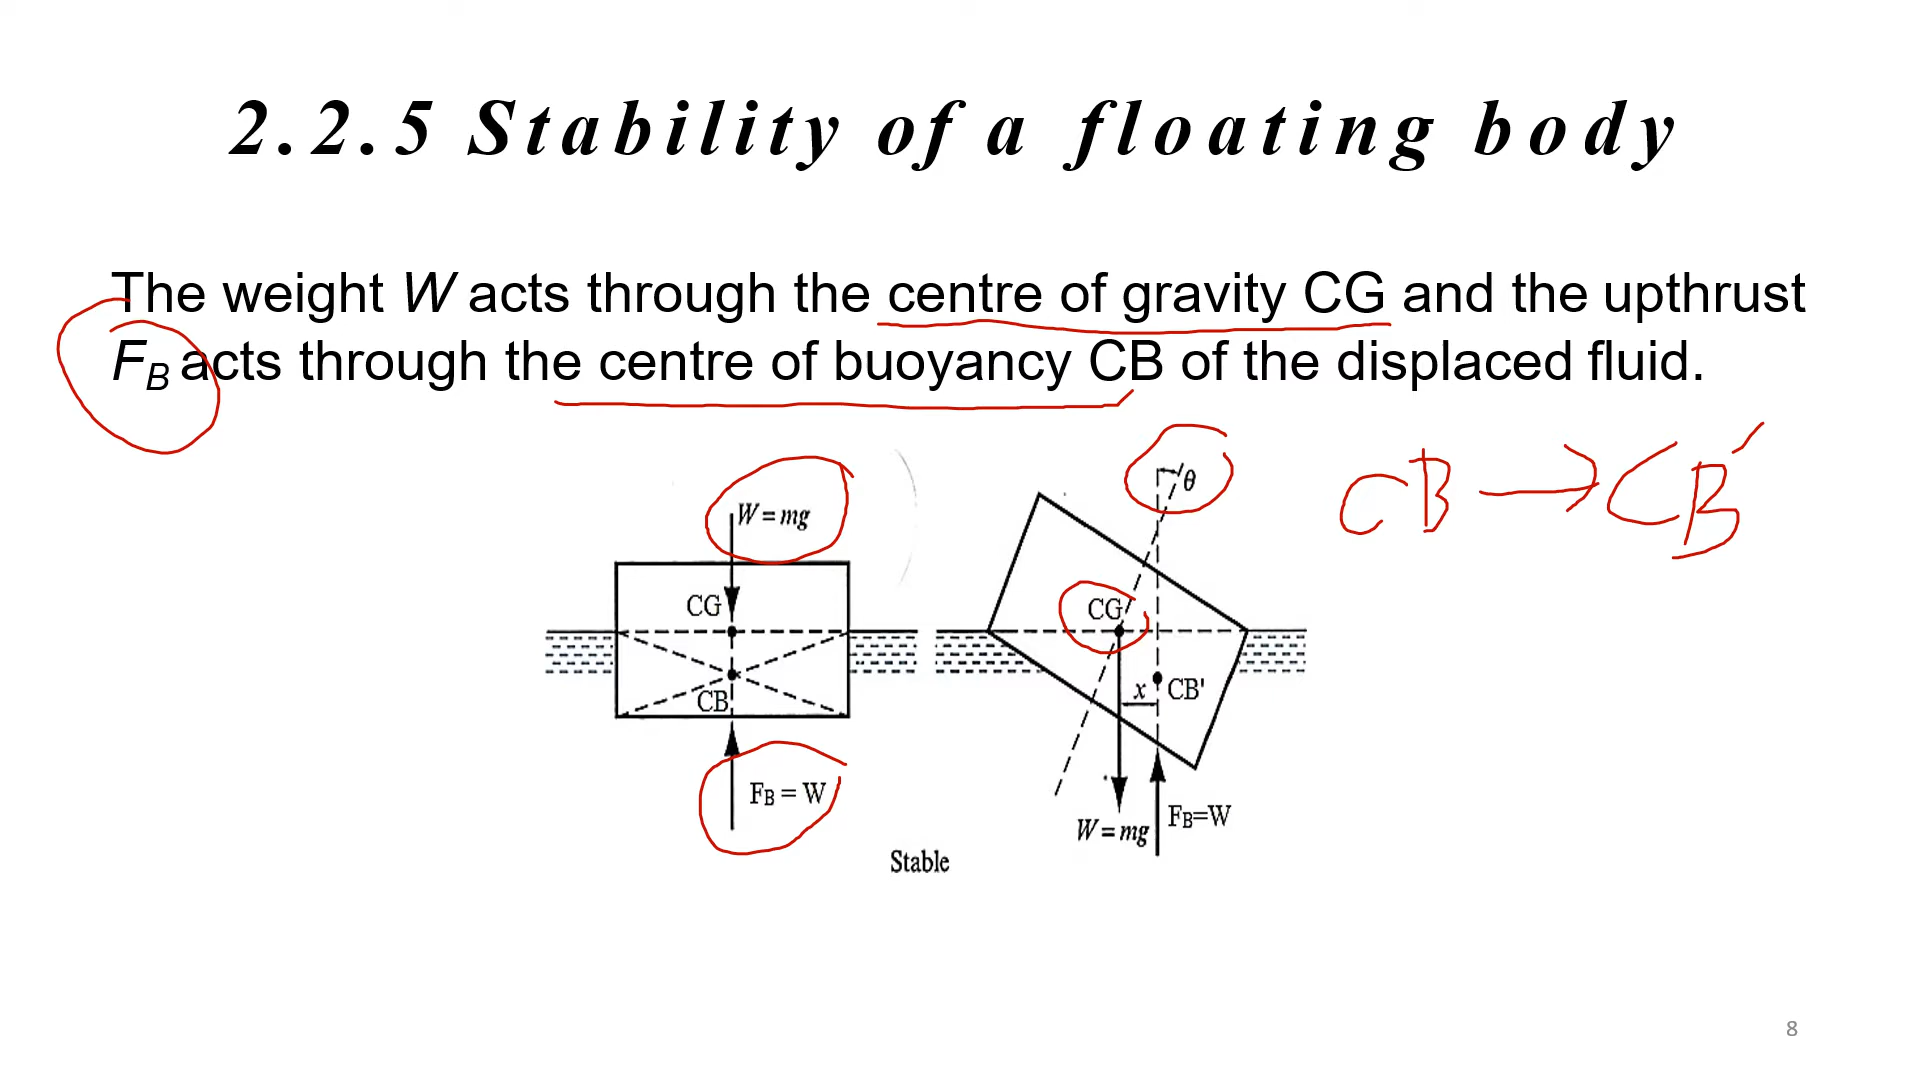 2.2.5 Stability of a floating body
The weight W acts through the centre of gravity CG and the upthrust
FB acts through the centre of buoyancy CB of the displaced fluid.
CB → CB'
θ
W = mg
CG
CG
CB
x CB'
FB = W
W = mg FB=W
Stable
8